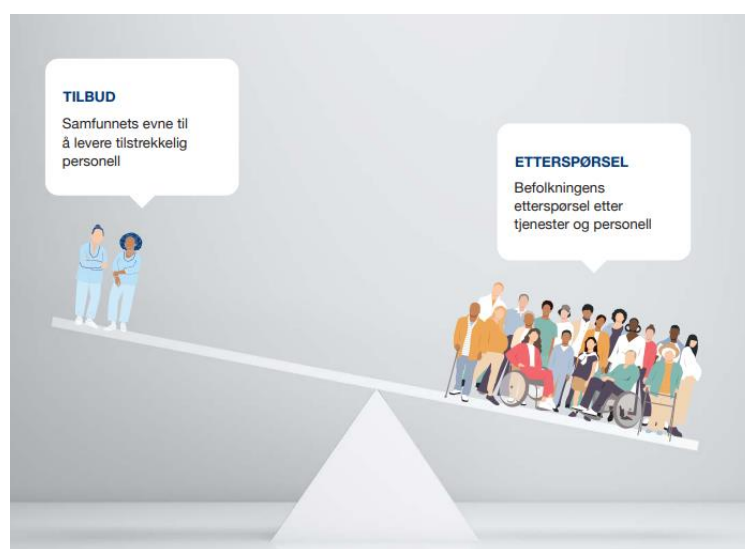 TILBUD
Samfunnets evne til
å levere tilstrekkelig
personell
ETTERSPØRSEL
Befolkningens
etterspørsel etter
tjenester og personell